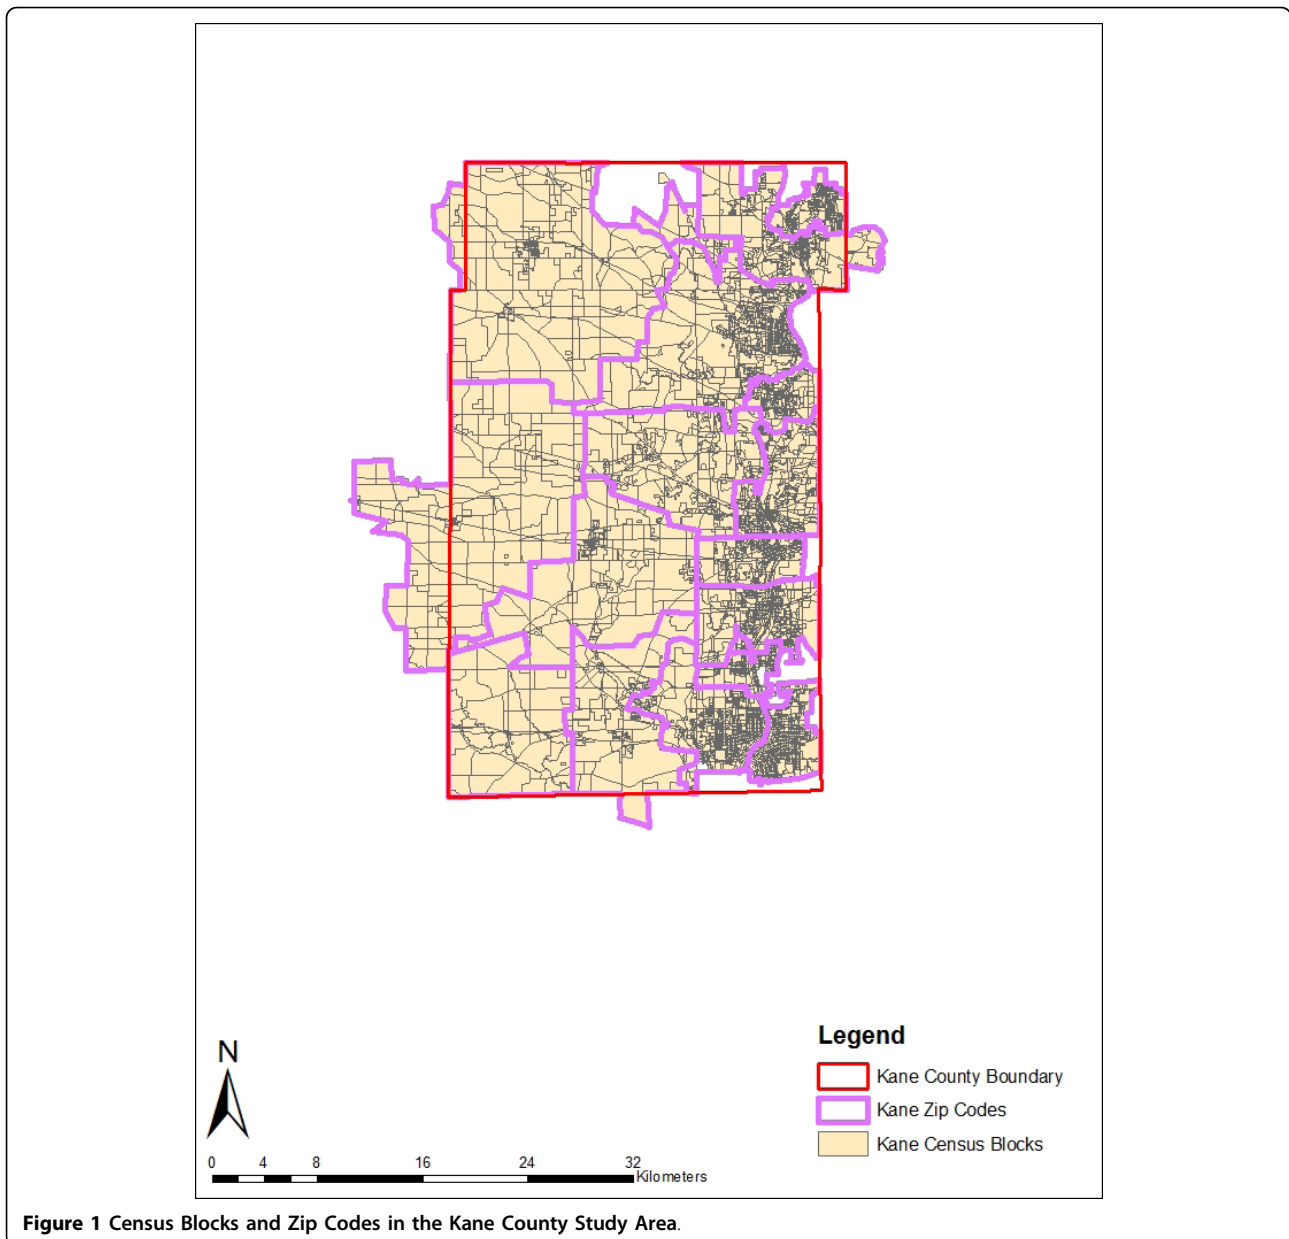 N
0 4 8 16 24 32
Kilometers
Legend
Kane County Boundary
Kane Zip Codes
Kane Census Blocks
Figure 1 Census Blocks and Zip Codes in the Kane County Study Area.